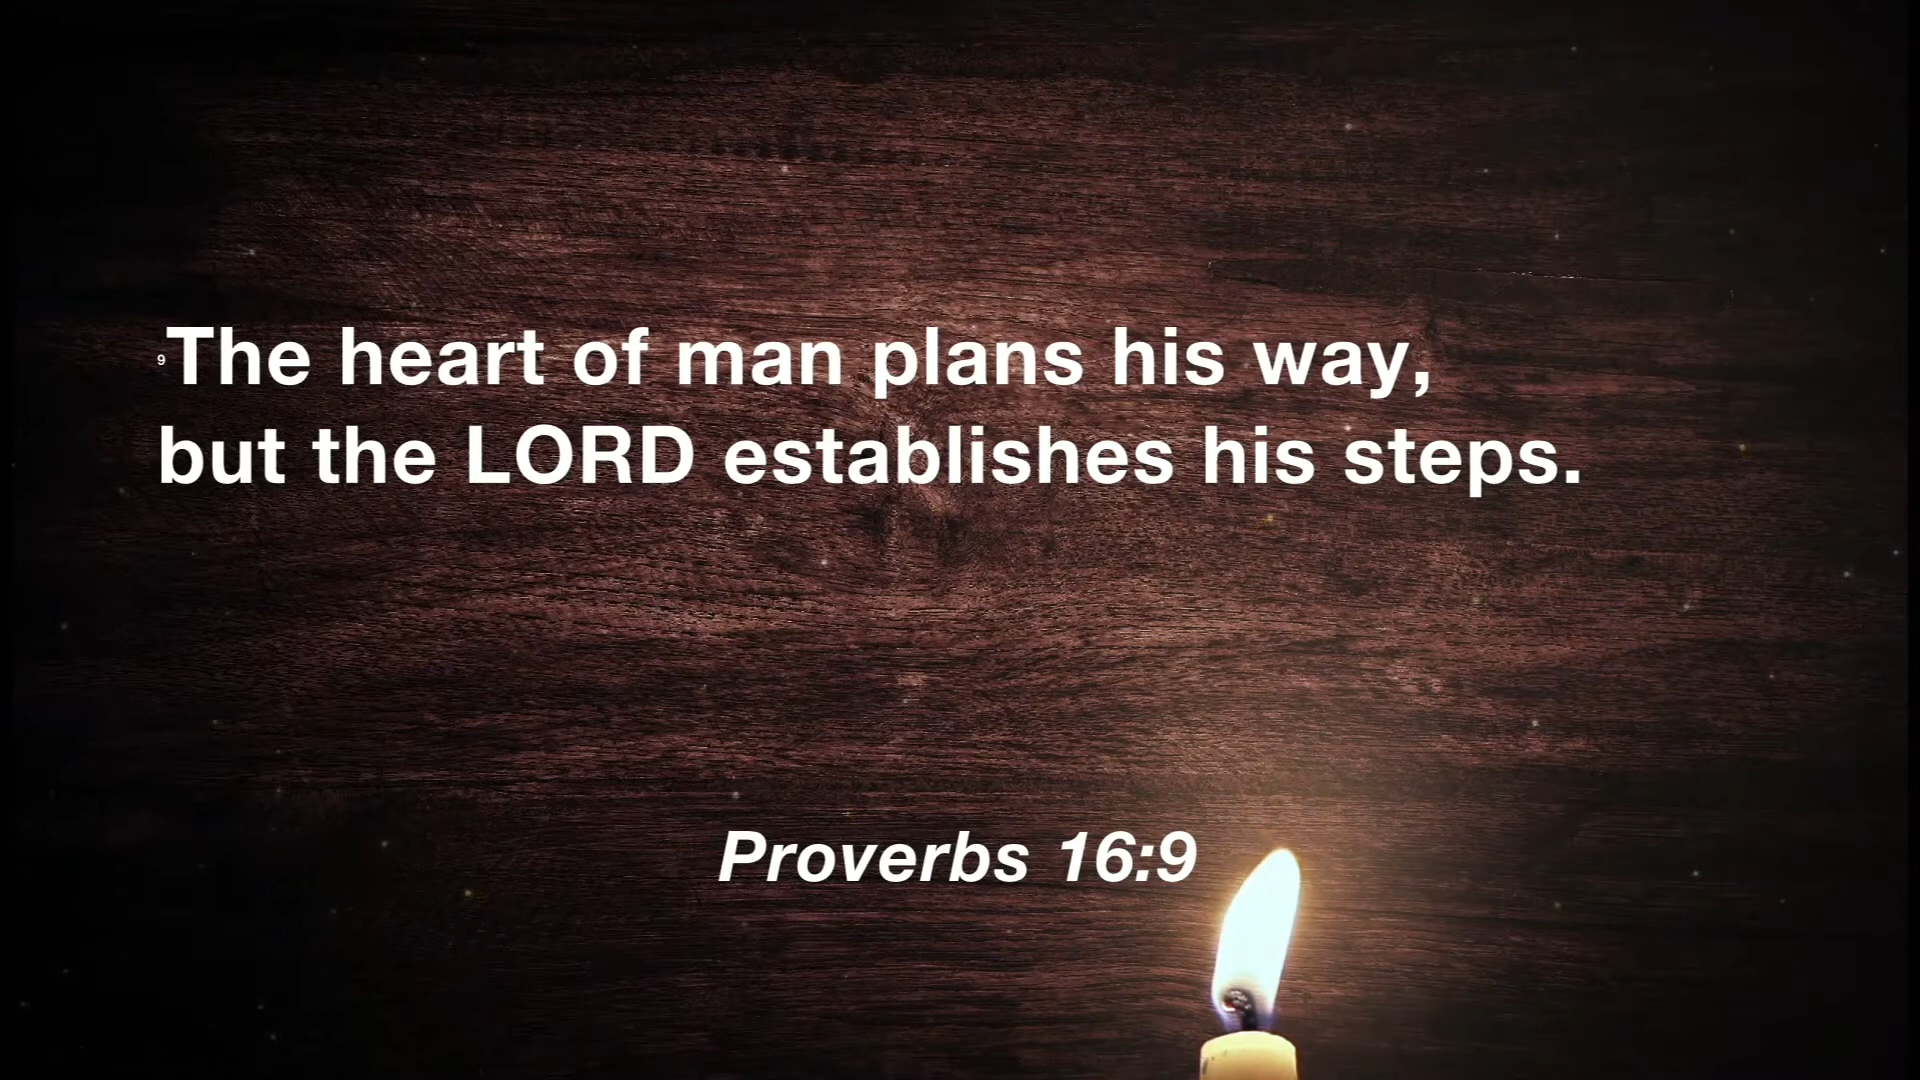 9The heart of man plans his way,
but the LORD establishes his steps.
Proverbs 16:9